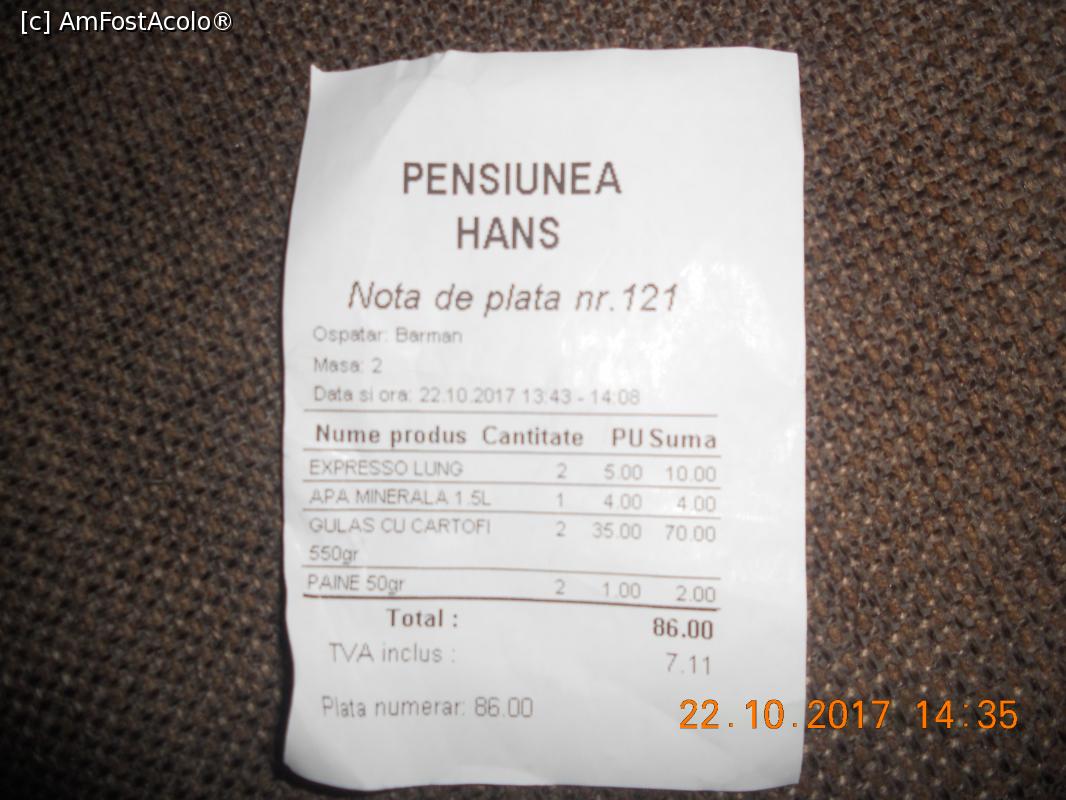 [c] AmFostAcolo®
PENSIUNEA
HANS
Nota de plata nr.121
Ospatar: Barman
Masa: 2
Data si ora: 22.10.2017 13:43 - 14:08
Nume produs Cantitate PU Suma
EXPRESSO LUNG 2 5.00 10.00
APA MINERALA 1.5L 1 4.00 4.00
GULAS CU CARTOFI 2 35.00 70.00
550gr
PAINE 50gr 2 1.00 2.00
Total : 86.00
TVA inclus : 7.11
Plata numerar: 86.00
22.10.2017 14:35